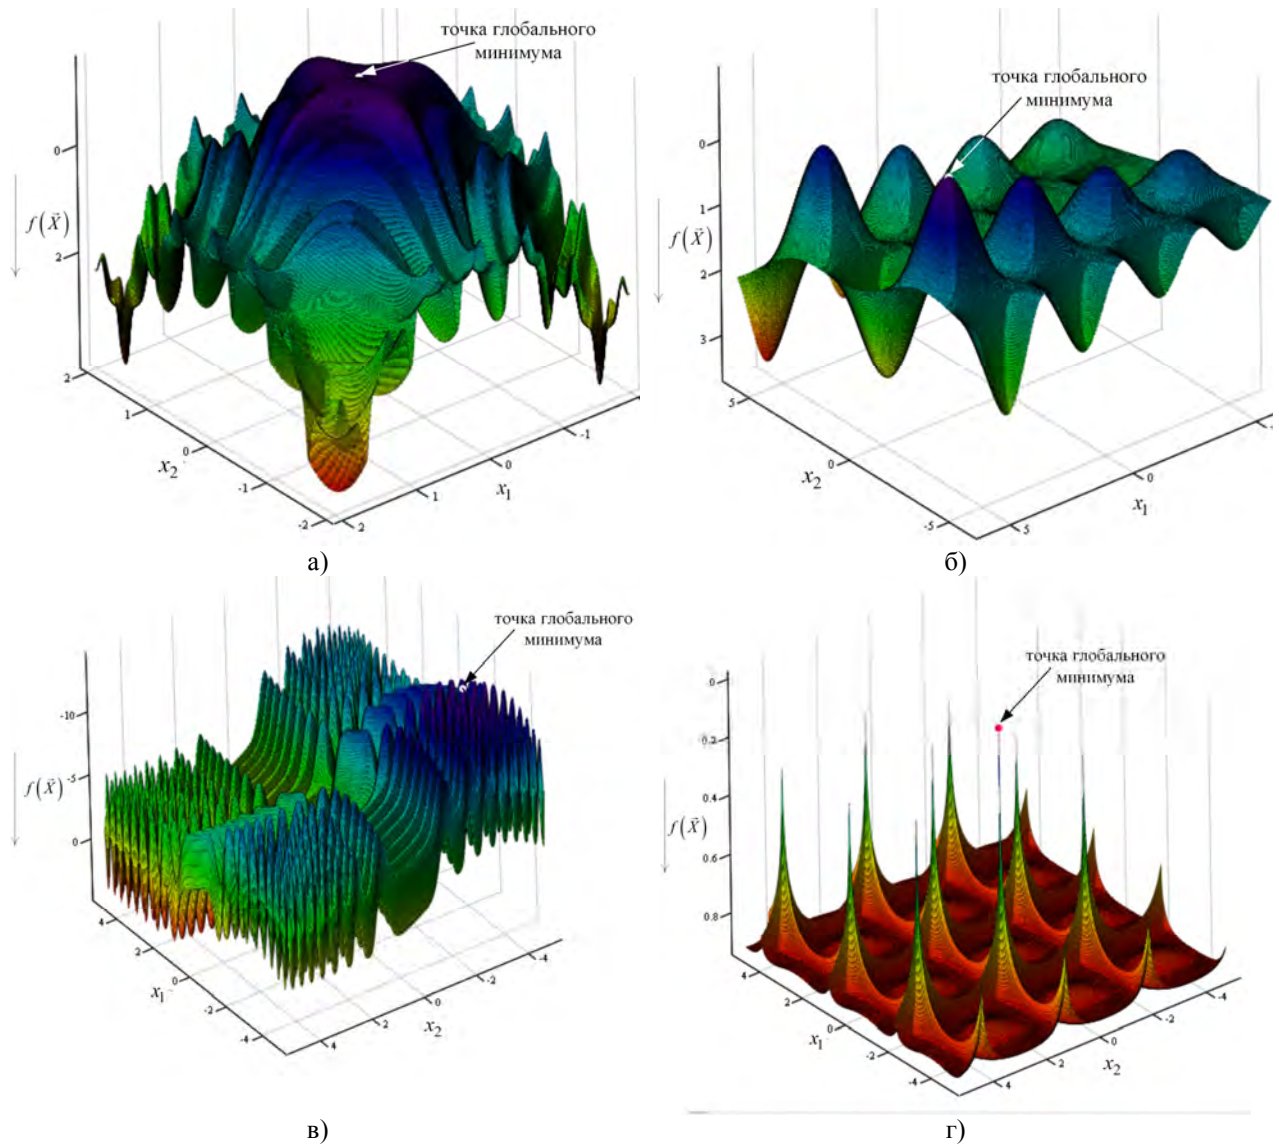 точка глобального
минимума
0
f(X⃗)
2
2
1
0
-1
-2
x₂
2
1
0
-1
x₁
а)
точка глобального
минимума
0
1
f(X⃗)
2
3
5
0
-5
x₂
5
0
x₁
б)
точка глобального
минимума
-10
-5
f(X⃗)
0
4
2
0
-2
-4
x₁
4
2
0
-2
-4
x₂
в)
точка глобального
минимума
0
0.2
0.4
f(X⃗)
0.6
0.8
4
2
0
-2
-4
x₁
4
2
0
-2
-4
x₂
г)